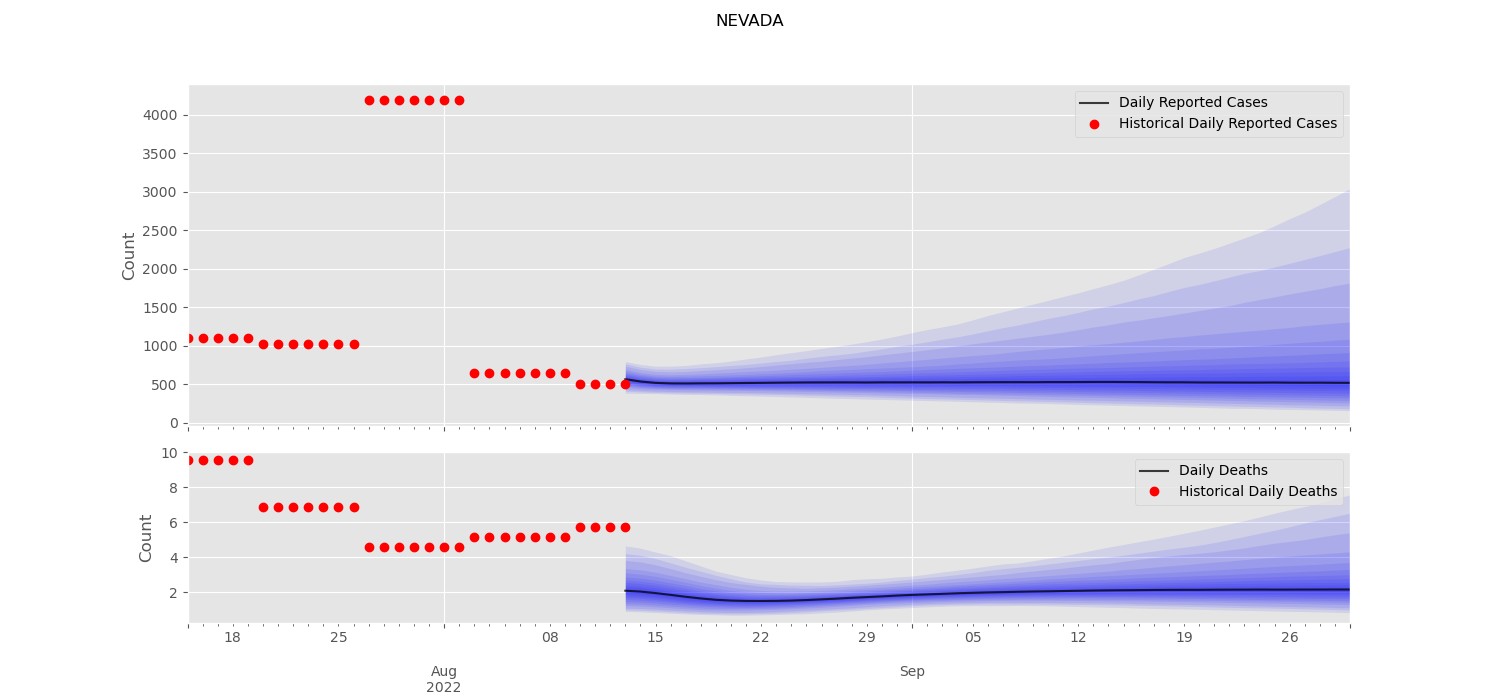 NEVADA
Daily Reported Cases
Historical Daily Reported Cases
4000
3500
3000
2500
2000
1500
1000
500
0
Count
Daily Deaths
Historical Daily Deaths
10
8
6
4
2
Count
18 25 08 15 22 29 05 12 19 26
Aug Sep
2022